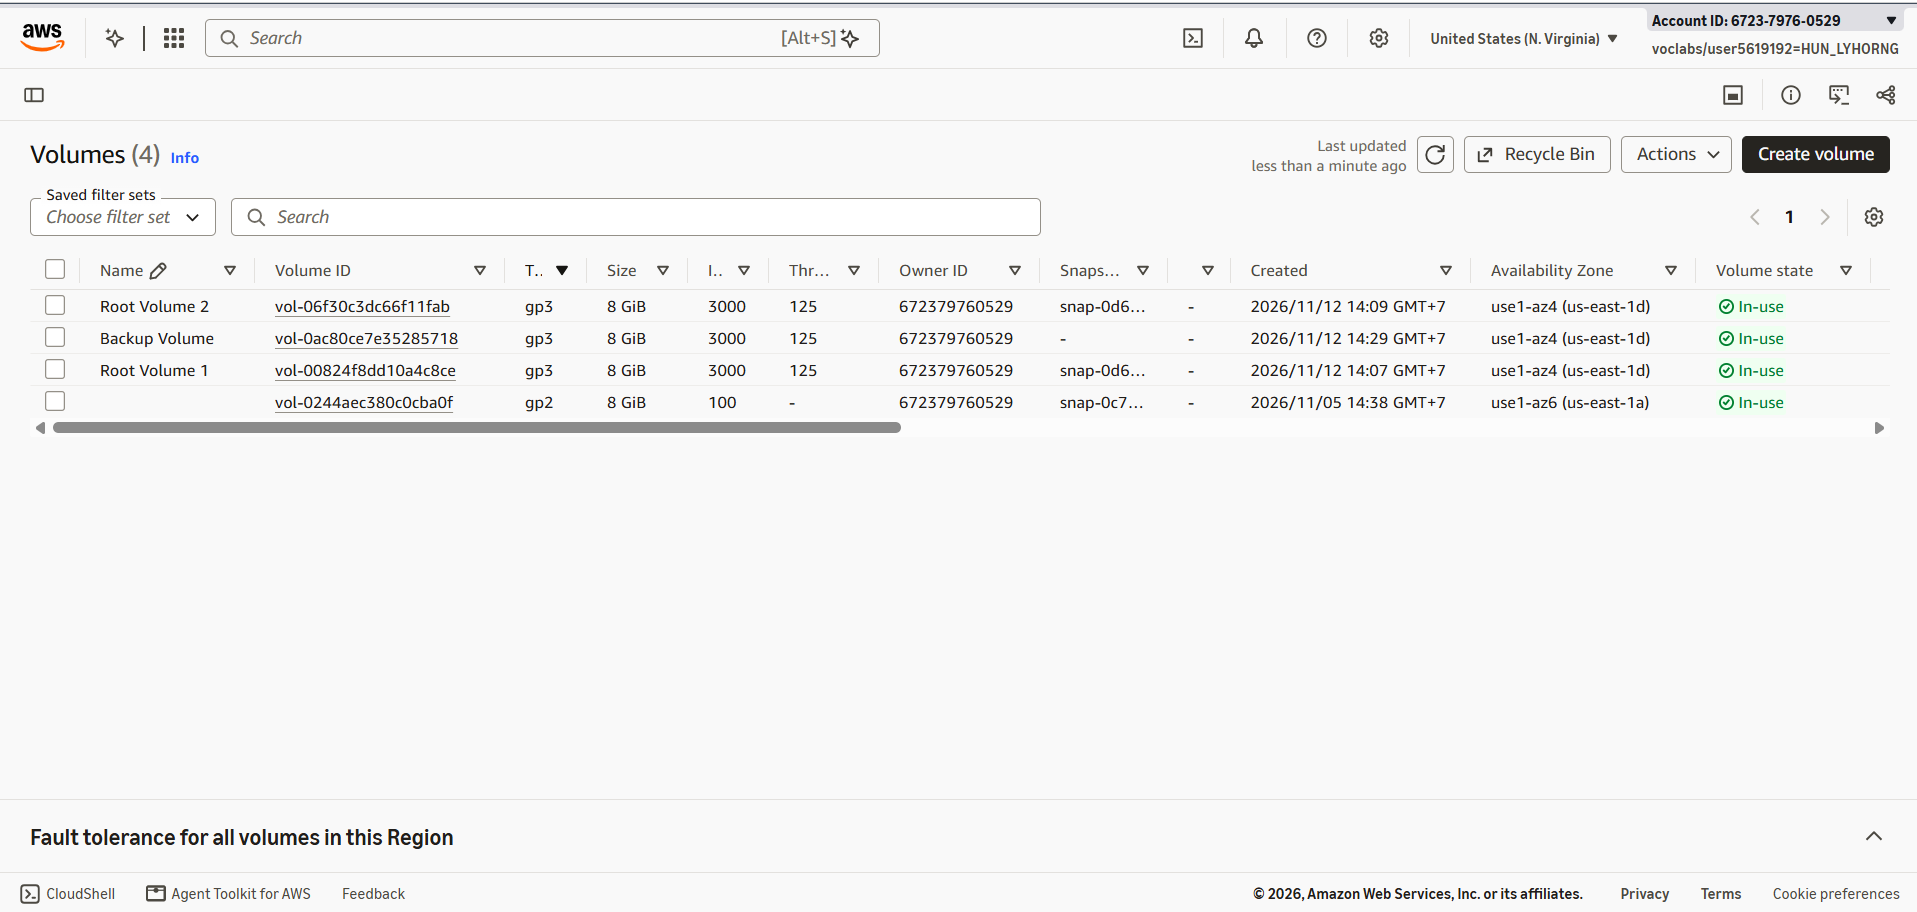 aws
Search [Alt+S]
United States (N. Virginia)
Account ID: 6723-7976-0529
voclabs/user5619192=HUN_LYHORNG
Volumes (4) Info
Last updated
less than a minute ago
Recycle Bin
Actions
Create volume
Saved filter sets
Choose filter set
Search
1
Name Volume ID T.. Size I.. Thr... Owner ID Snaps... Created Availability Zone Volume state
Root Volume 2 vol-06f30c3dc66f11fab gp3 8 GiB 3000 125 672379760529 snap-0d6... - 2026/11/12 14:09 GMT+7 use1-az4 (us-east-1d) In-use
Backup Volume vol-0ac80ce7e35285718 gp3 8 GiB 3000 125 672379760529 - - 2026/11/12 14:29 GMT+7 use1-az4 (us-east-1d) In-use
Root Volume 1 vol-00824f8dd10a4c8ce gp3 8 GiB 3000 125 672379760529 snap-0d6... - 2026/11/12 14:07 GMT+7 use1-az4 (us-east-1d) In-use
vol-0244aec380c0cba0f gp2 8 GiB 100 - 672379760529 snap-0c7... - 2026/11/05 14:38 GMT+7 use1-az6 (us-east-1a) In-use
Fault tolerance for all volumes in this Region
CloudShell Agent Toolkit for AWS Feedback © 2026, Amazon Web Services, Inc. or its affiliates. Privacy Terms Cookie preferences